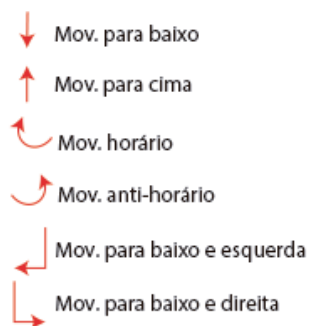 Mov. para baixo
Mov. para cima
Mov. horário
Mov. anti-horário
Mov. para baixo e esquerda
Mov. para baixo e direita